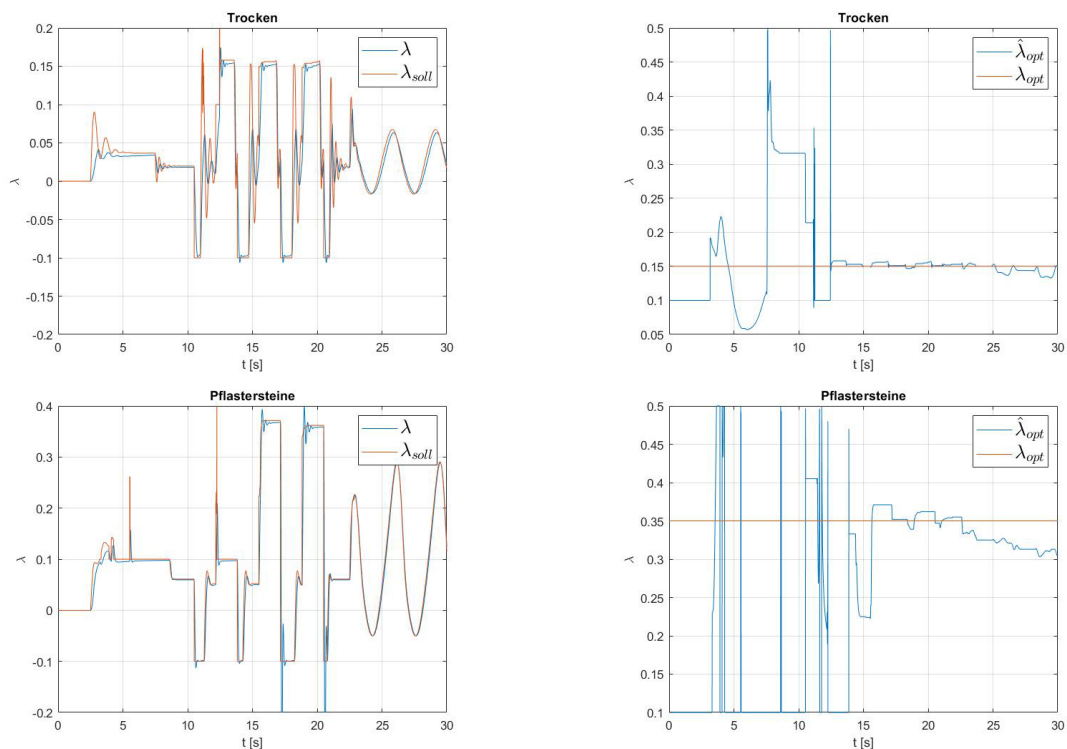 Trocken
0.2
0.15
0.1
0.05
0
-0.05
-0.1
-0.15
-0.2
λ
0 5 10 15 20 25 30
t [s]
λ
λ_soll
Trocken
0.5
0.45
0.4
0.35
0.3
0.25
0.2
0.15
0.1
0.05
λ
0 5 10 15 20 25 30
t [s]
λ̂_opt
λ_opt
Pflastersteine
0.4
0.3
0.2
0.1
0
-0.1
-0.2
λ
0 5 10 15 20 25 30
t [s]
λ
λ_soll
Pflastersteine
0.5
0.45
0.4
0.35
0.3
0.25
0.2
0.15
0.1
λ
0 5 10 15 20 25 30
t [s]
λ̂_opt
λ_opt